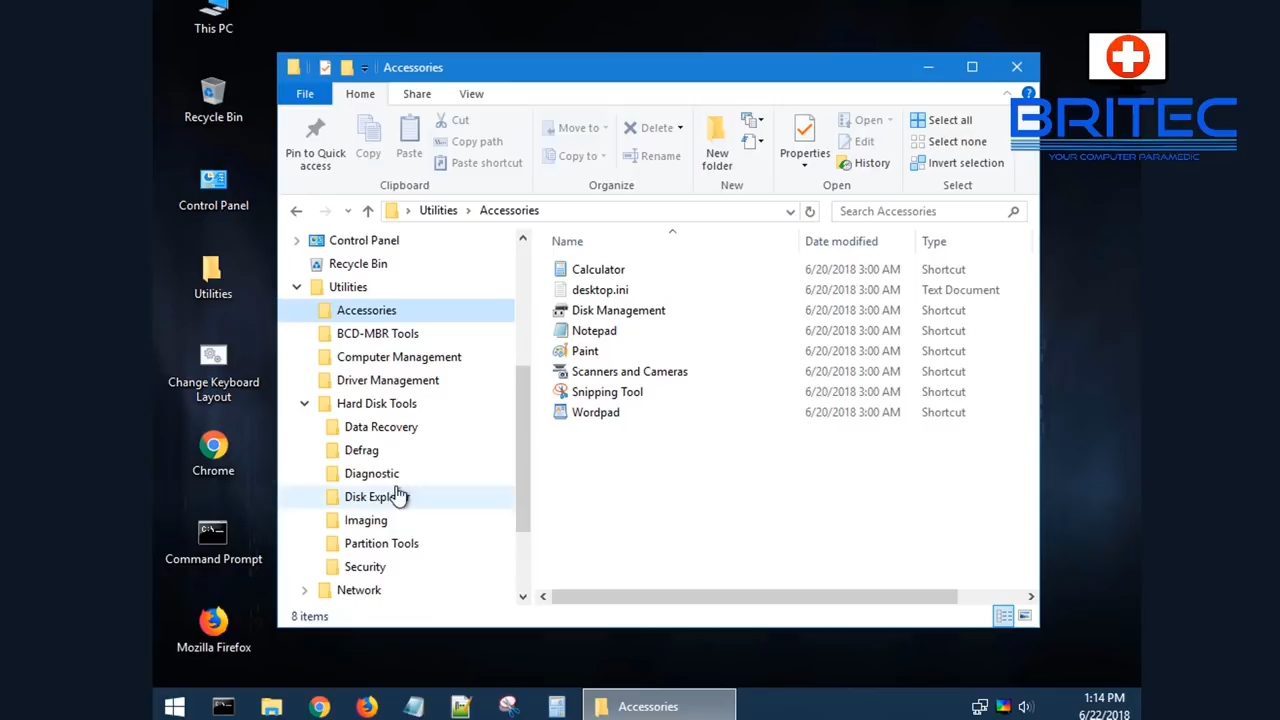 This PC
Recycle Bin
Control Panel
Utilities
Change Keyboard
Layout
Chrome
Command Prompt
Mozilla Firefox
Accessories
File Home Share View
Pin to Quick
access
Copy
Paste
Cut
Copy path
Paste shortcut
Clipboard
Move to
Copy to
Delete
Rename
Organize
New
folder
New
Properties
Open
Edit
History
Open
Select all
Select none
Invert selection
Select
BRITEC
YOUR COMPUTER PARAMEDIC
Utilities > Accessories
Search Accessories
Control Panel
Recycle Bin
Utilities
Accessories
BCD-MBR Tools
Computer Management
Driver Management
Hard Disk Tools
Data Recovery
Defrag
Diagnostic
Disk Explorer
Imaging
Partition Tools
Security
Network
Name Date modified Type
Calculator 6/20/2018 3:00 AM Shortcut
desktop.ini 6/20/2018 3:00 AM Text Document
Disk Management 6/20/2018 3:00 AM Shortcut
Notepad 6/20/2018 3:00 AM Shortcut
Paint 6/20/2018 3:00 AM Shortcut
Scanners and Cameras 6/20/2018 3:00 AM Shortcut
Snipping Tool 6/20/2018 3:00 AM Shortcut
Wordpad 6/20/2018 3:00 AM Shortcut
8 items
Accessories
1:14 PM
6/22/2018